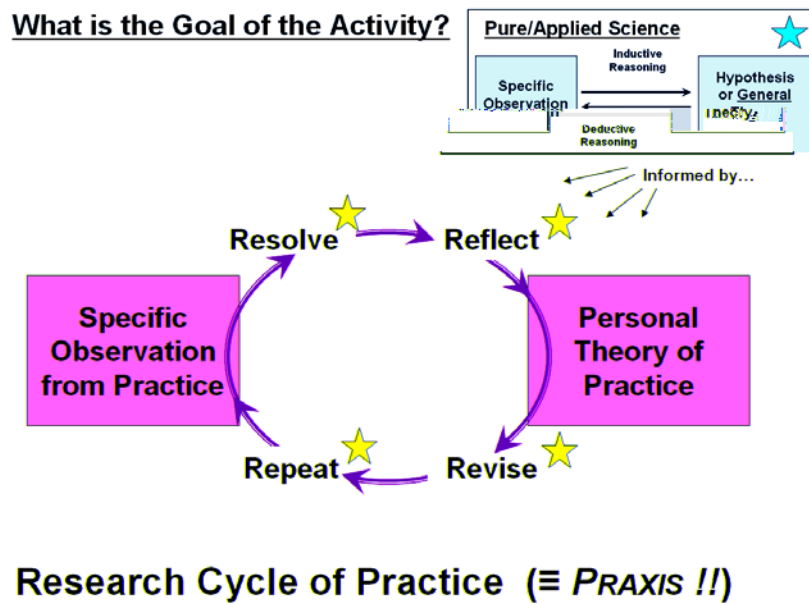 What is the Goal of the Activity?
Pure/Applied Science
Inductive
Reasoning
Specific
Observation
Hypothesis
or General
Deductive
Reasoning
Informed by...
Resolve
Reflect
Specific
Observation
from Practice
Personal
Theory of
Practice
Repeat
Revise
Research Cycle of Practice (≡ PRAXIS !!)